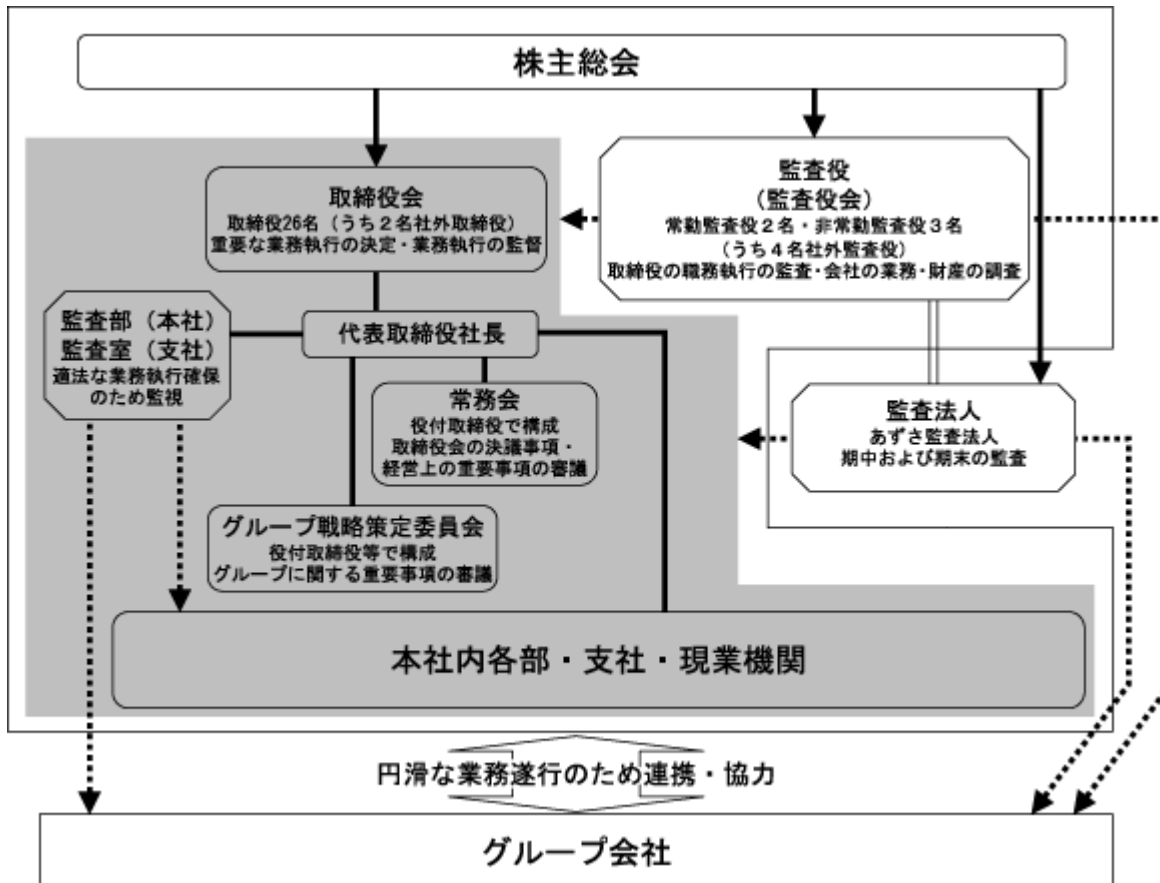 株主総会
取締役会
取締役26名（うち２名社外取締役）
重要な業務執行の決定・業務執行の監督
監査役
（監査役会）
常勤監査役２名・非常勤監査役３名
（うち４名社外監査役）
取締役の職務執行の監査・会社の業務・財産の調査
監査部（本社）
監査室（支社）
適法な業務執行確保
のため監視
代表取締役社長
常務会
役付取締役で構成
取締役会の決議事項・
経営上の重要事項の審議
監査法人
あずさ監査法人
期中および期末の監査
グループ戦略策定委員会
役付取締役等で構成
グループに関する重要事項の審議
本社内各部・支社・現業機関
円滑な業務遂行のため連携・協力
グループ会社